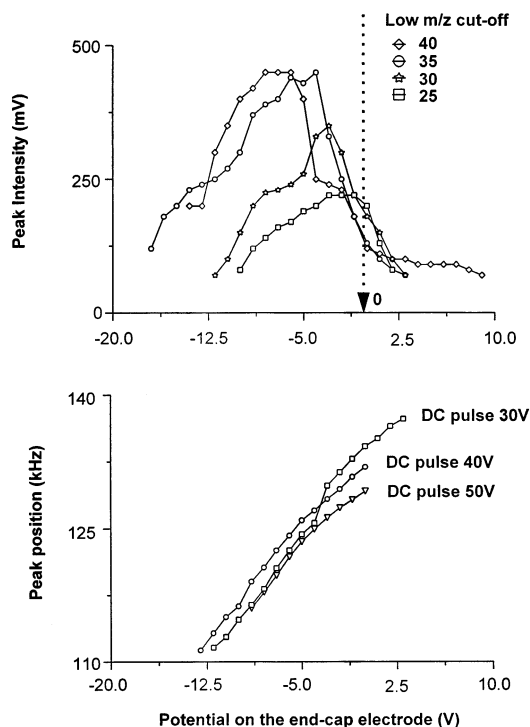 Low m/z cut-off
40
35
30
25
500
250
0
Peak Intensity (mV)
0
-20.0 -12.5 -5.0 2.5 10.0
140
125
110
Peak position (kHz)
DC pulse 30V
DC pulse 40V
DC pulse 50V
-20.0 -12.5 -5.0 2.5 10.0
Potential on the end-cap electrode (V)